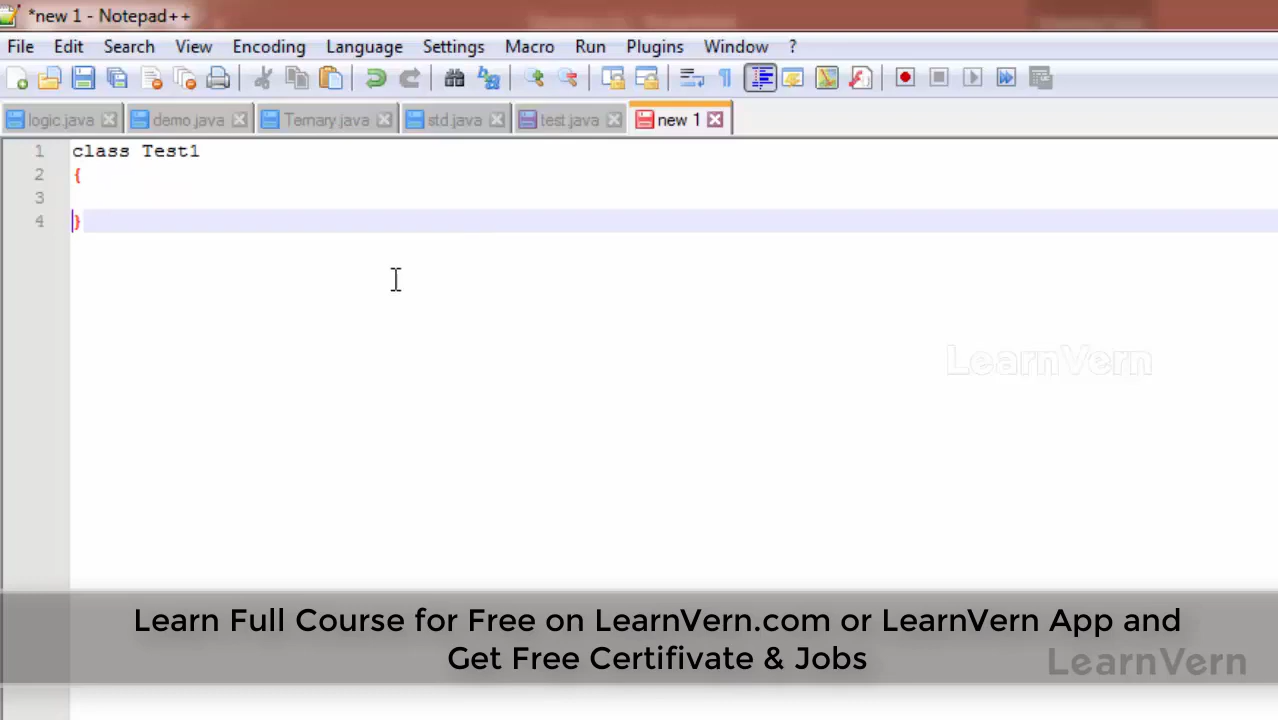 *new 1 - Notepad++
File Edit Search View Encoding Language Settings Macro Run Plugins Window ?
logic.java demo.java Ternary.java std.java test.java new 1
1 class Test1
2 {
3
4 }
LearnVern
Learn Full Course for Free on LearnVern.com or LearnVern App and
Get Free Certifivate & Jobs
LearnVern